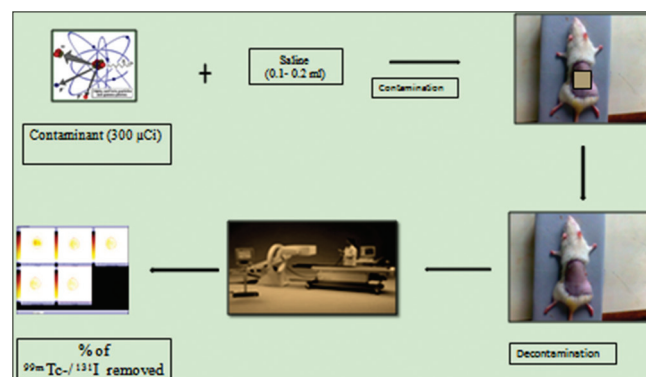 Saline
(0.1- 0.2 ml)
+
Contamination
Contaminant (300 µCi)
% of
99mTc-/ 131I removed
Decontamination